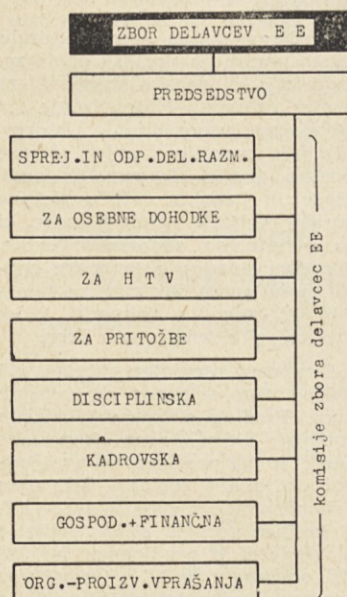 ZBOR DELAVCEV E E
PREDSEDSTVO
SPREJ.IN ODP.DEL.RAZM.
ZA OSEBNE DOHODKE
ZA H T V
ZA PRITOŽBE
DISCIPLINSKA
KADROVSKA
GOSPOD.+FINANČNA
ORG.-PROIZV.VPRAŠANJA
komisije zbora delavcec EE